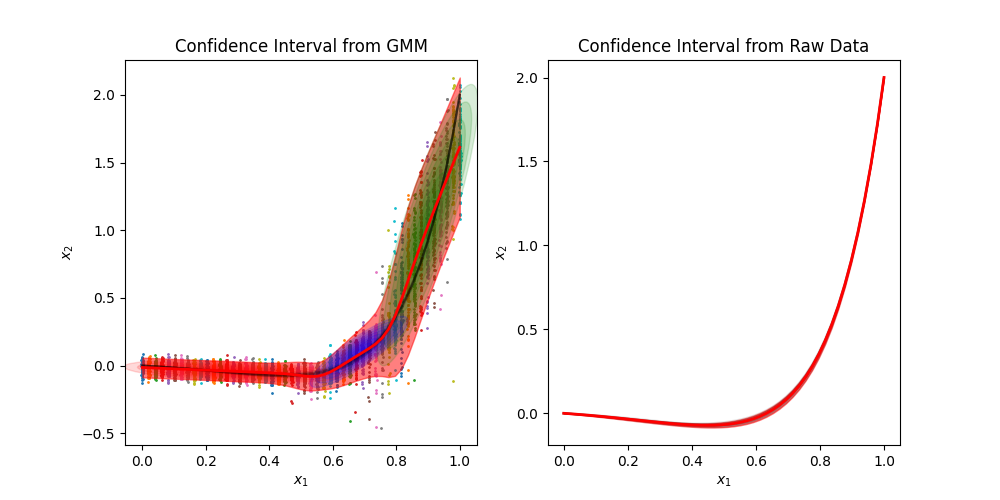 Confidence Interval from GMM
2.0
1.5
1.0
0.5
0.0
−0.5
x₂
0.0 0.2 0.4 0.6 0.8 1.0
x₁
Confidence Interval from Raw Data
2.0
1.5
1.0
0.5
0.0
x₂
0.0 0.2 0.4 0.6 0.8 1.0
x₁